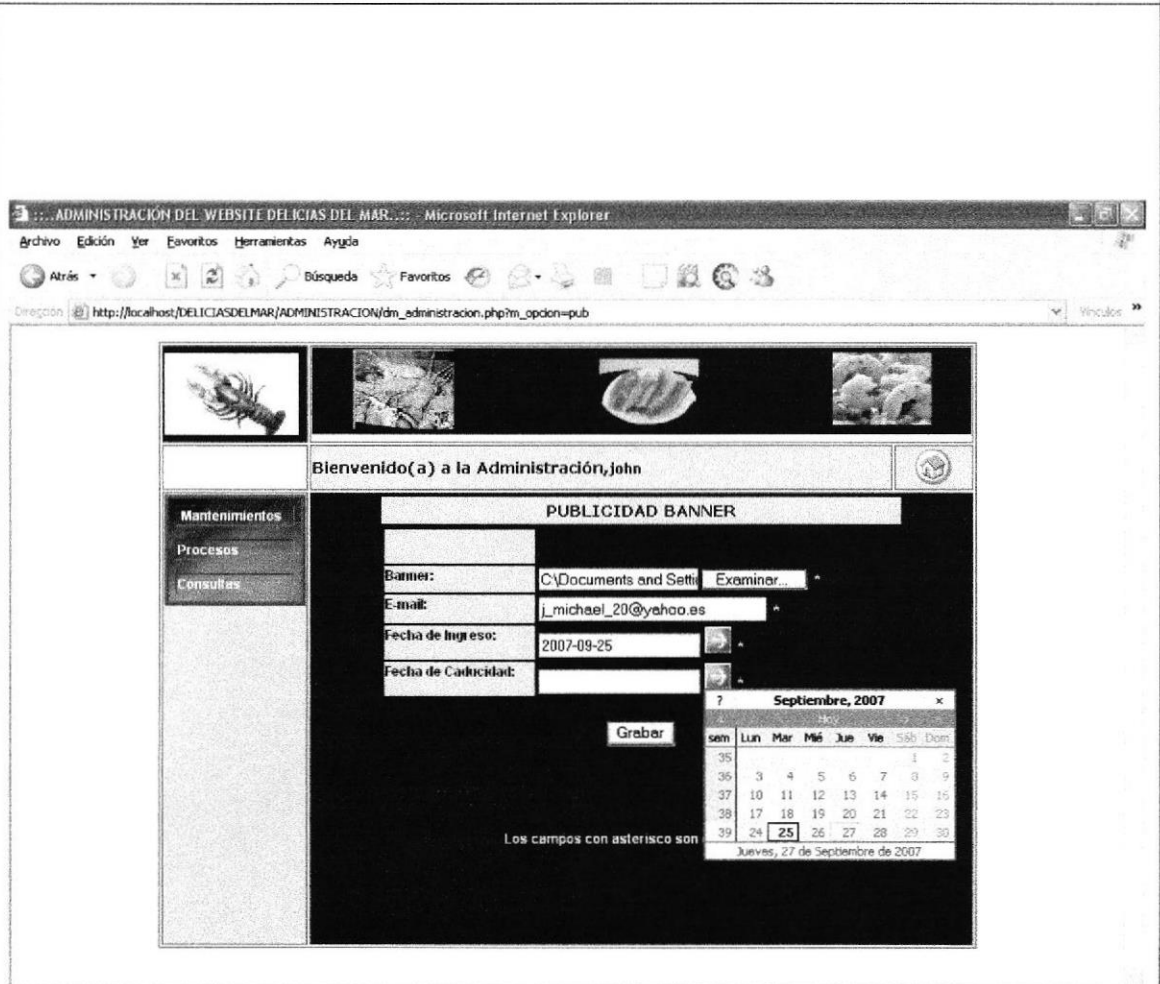 ::..ADMINISTRACIÓN DEL WEBSITE DELICIAS DEL MAR..:: - Microsoft Internet Explorer
Archivo Edición Ver Favoritos Herramientas Ayuda
Atrás Búsqueda Favoritos
Dirección http://localhost/DELICIASDELMAR/ADMINISTRACION/dm_administracion.php?m_opcion=pub Vínculos »
Bienvenido(a) a la Administración,john
Mantenimientos
Procesos
Consultas
PUBLICIDAD BANNER
Banner: C:\Documents and Setti Examinar... *
E-mail: j_michael_20@yahoo.es *
Fecha de Ingreso: 2007-09-25 *
Fecha de Caducidad: *
Grabar
? Septiembre, 2007 ×
‹ Hoy › »
sem Lun Mar Mié Jue Vie Sáb Dom
35 1 2
36 3 4 5 6 7 8 9
37 10 11 12 13 14 15 16
38 17 18 19 20 21 22 23
39 24 25 26 27 28 29 30
Jueves, 27 de Septiembre de 2007
Los campos con asterisco son